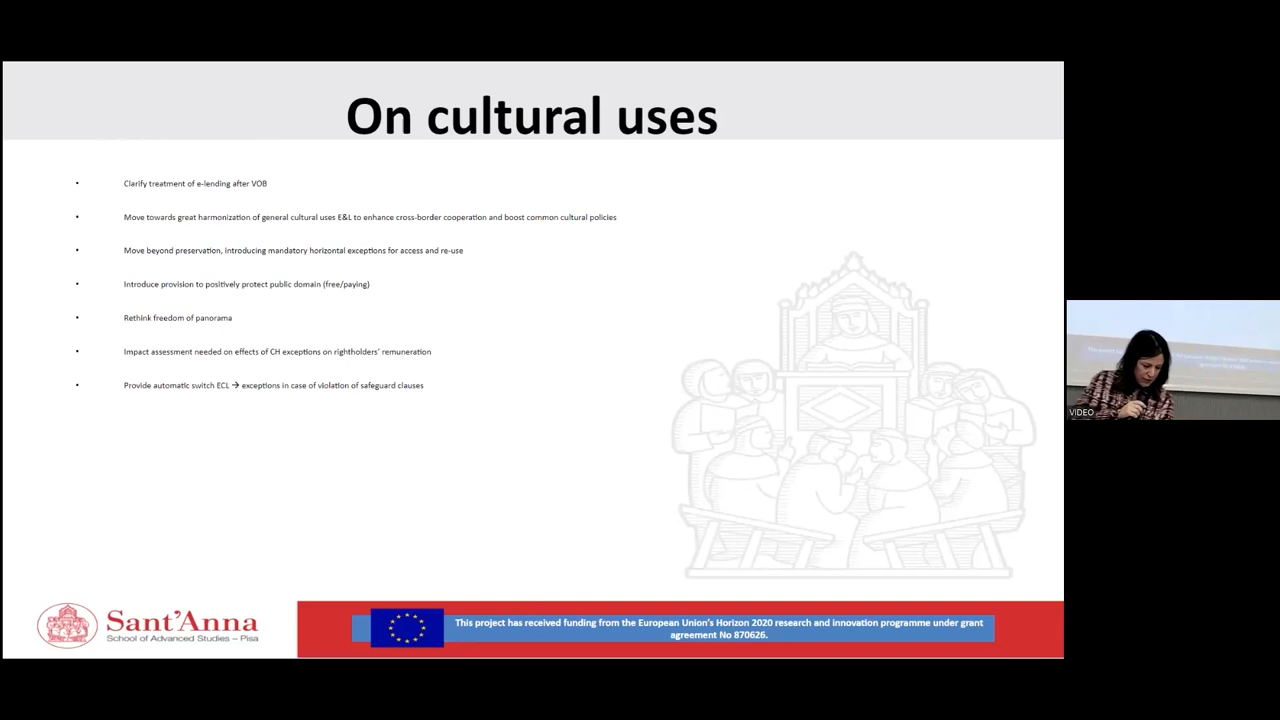 On cultural uses
• Clarify treatment of e-lending after VOB
• Move towards great harmonization of general cultural uses E&L to enhance cross-border cooperation and boost common cultural policies
• Move beyond preservation, introducing mandatory horizontal exceptions for access and re-use
• Introduce provision to positively protect public domain (free/paying)
• Rethink freedom of panorama
• Impact assessment needed on effects of CH exceptions on rightholders' remuneration
• Provide automatic switch ECL → exceptions in case of violation of safeguard clauses
VIDEO
Sant'Anna
School of Advanced Studies – Pisa
This project has received funding from the European Union's Horizon 2020 research and innovation programme under grant
agreement No 870626.